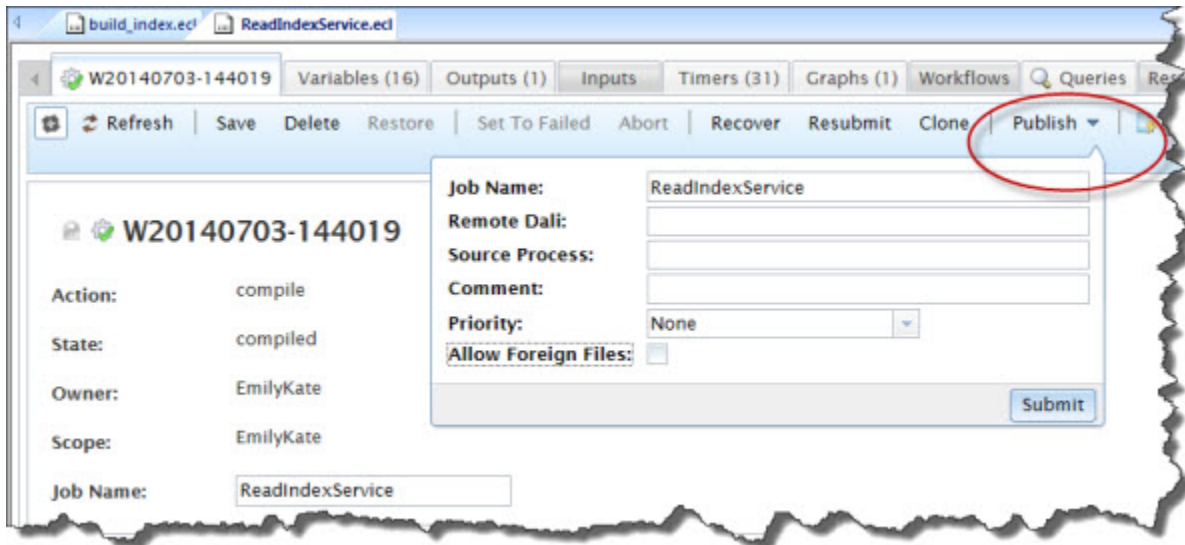 build_index.ecl ReadIndexService.ecl
W20140703-144019 Variables (16) Outputs (1) Inputs Timers (31) Graphs (1) Workflows Queries
Refresh Save Delete Restore Set To Failed Abort Recover Resubmit Clone Publish
Job Name: ReadIndexService
Remote Dali:
Source Process:
Comment:
Priority: None
Allow Foreign Files:
Submit
W20140703-144019
Action: compile
State: compiled
Owner: EmilyKate
Scope: EmilyKate
Job Name: ReadIndexService